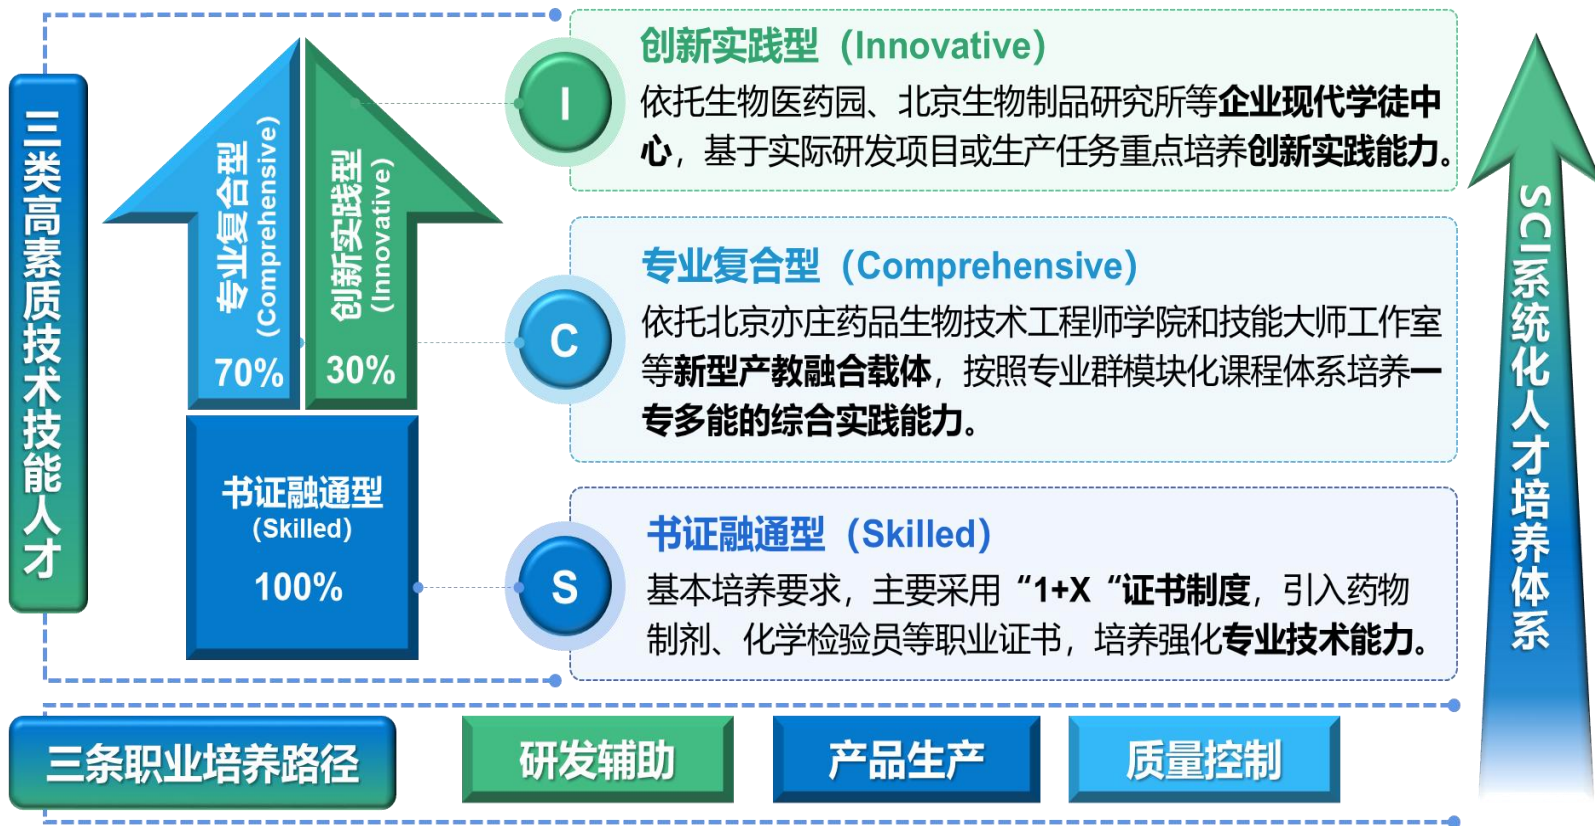 三类高素质技术技能人才
专业复合型
(Comprehensive)
70%
创新实践型
(Innovative)
30%
书证融通型
(Skilled)
100%
I
创新实践型（Innovative）
依托生物医药园、北京生物制品研究所等企业现代学徒中
心，基于实际研发项目或生产任务重点培养创新实践能力。
C
专业复合型（Comprehensive）
依托北京亦庄药品生物技术工程师学院和技能大师工作室
等新型产教融合载体，按照专业群模块化课程体系培养一
专多能的综合实践能力。
S
书证融通型（Skilled）
基本培养要求，主要采用“1+X“证书制度，引入药物
制剂、化学检验员等职业证书，培养强化专业技术能力。
SCI系统化人才培养体系
三条职业培养路径
研发辅助
产品生产
质量控制